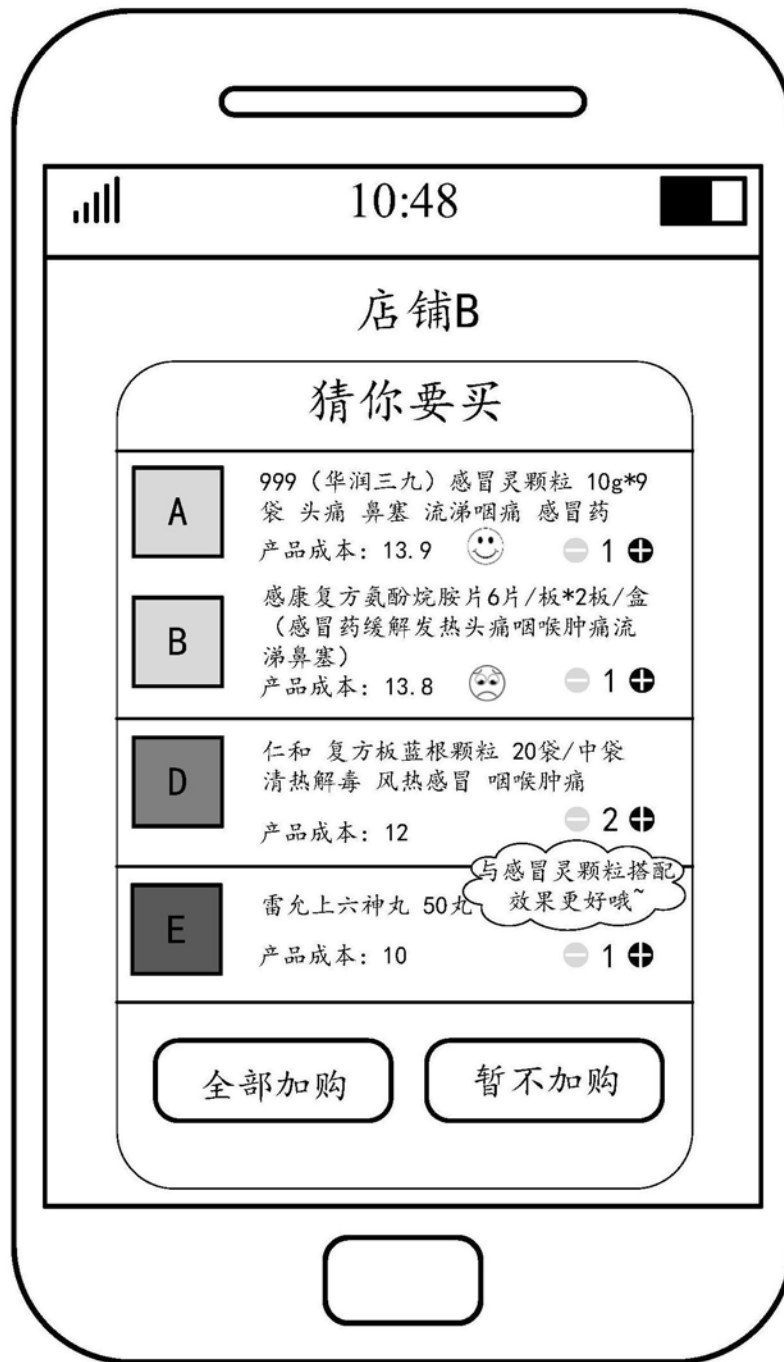 10:48
店铺B
猜你要买
A
999（华润三九）感冒灵颗粒 10g*9
袋 头痛 鼻塞 流涕咽痛 感冒药
产品成本：13.9
1
B
感康复方氨酚烷胺片6片/板*2板/盒
（感冒药缓解发热头痛咽喉肿痛流
涕鼻塞）
产品成本：13.8
1
D
仁和 复方板蓝根颗粒 20袋/中袋
清热解毒 风热感冒 咽喉肿痛
产品成本：12
2
与感冒灵颗粒搭配
效果更好哦~
E
雷允上六神丸 50丸
产品成本：10
1
全部加购
暂不加购